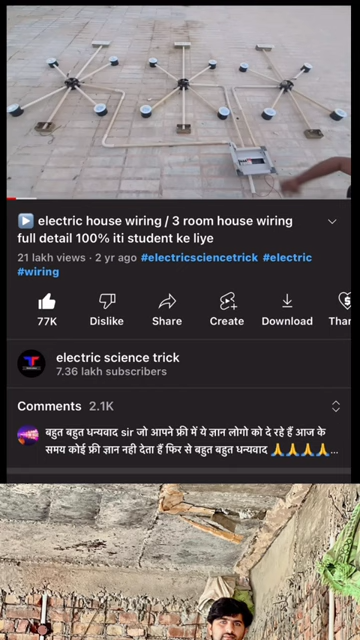 electric house wiring / 3 room house wiring
full detail 100% iti student ke liye
21 lakh views · 2 yr ago #electricsciencetrick #electric
#wiring
77K Dislike Share Create Download Than
electric science trick
7.36 lakh subscribers
Comments 2.1K
बहुत बहुत धन्यवाद sir जो आपने फ्री में ये ज्ञान लोगो को दे रहे हैं आज के
समय कोई फ्री ज्ञान नही देता हैं फिर से बहुत बहुत धन्यवाद 🙏🙏🙏🙏...